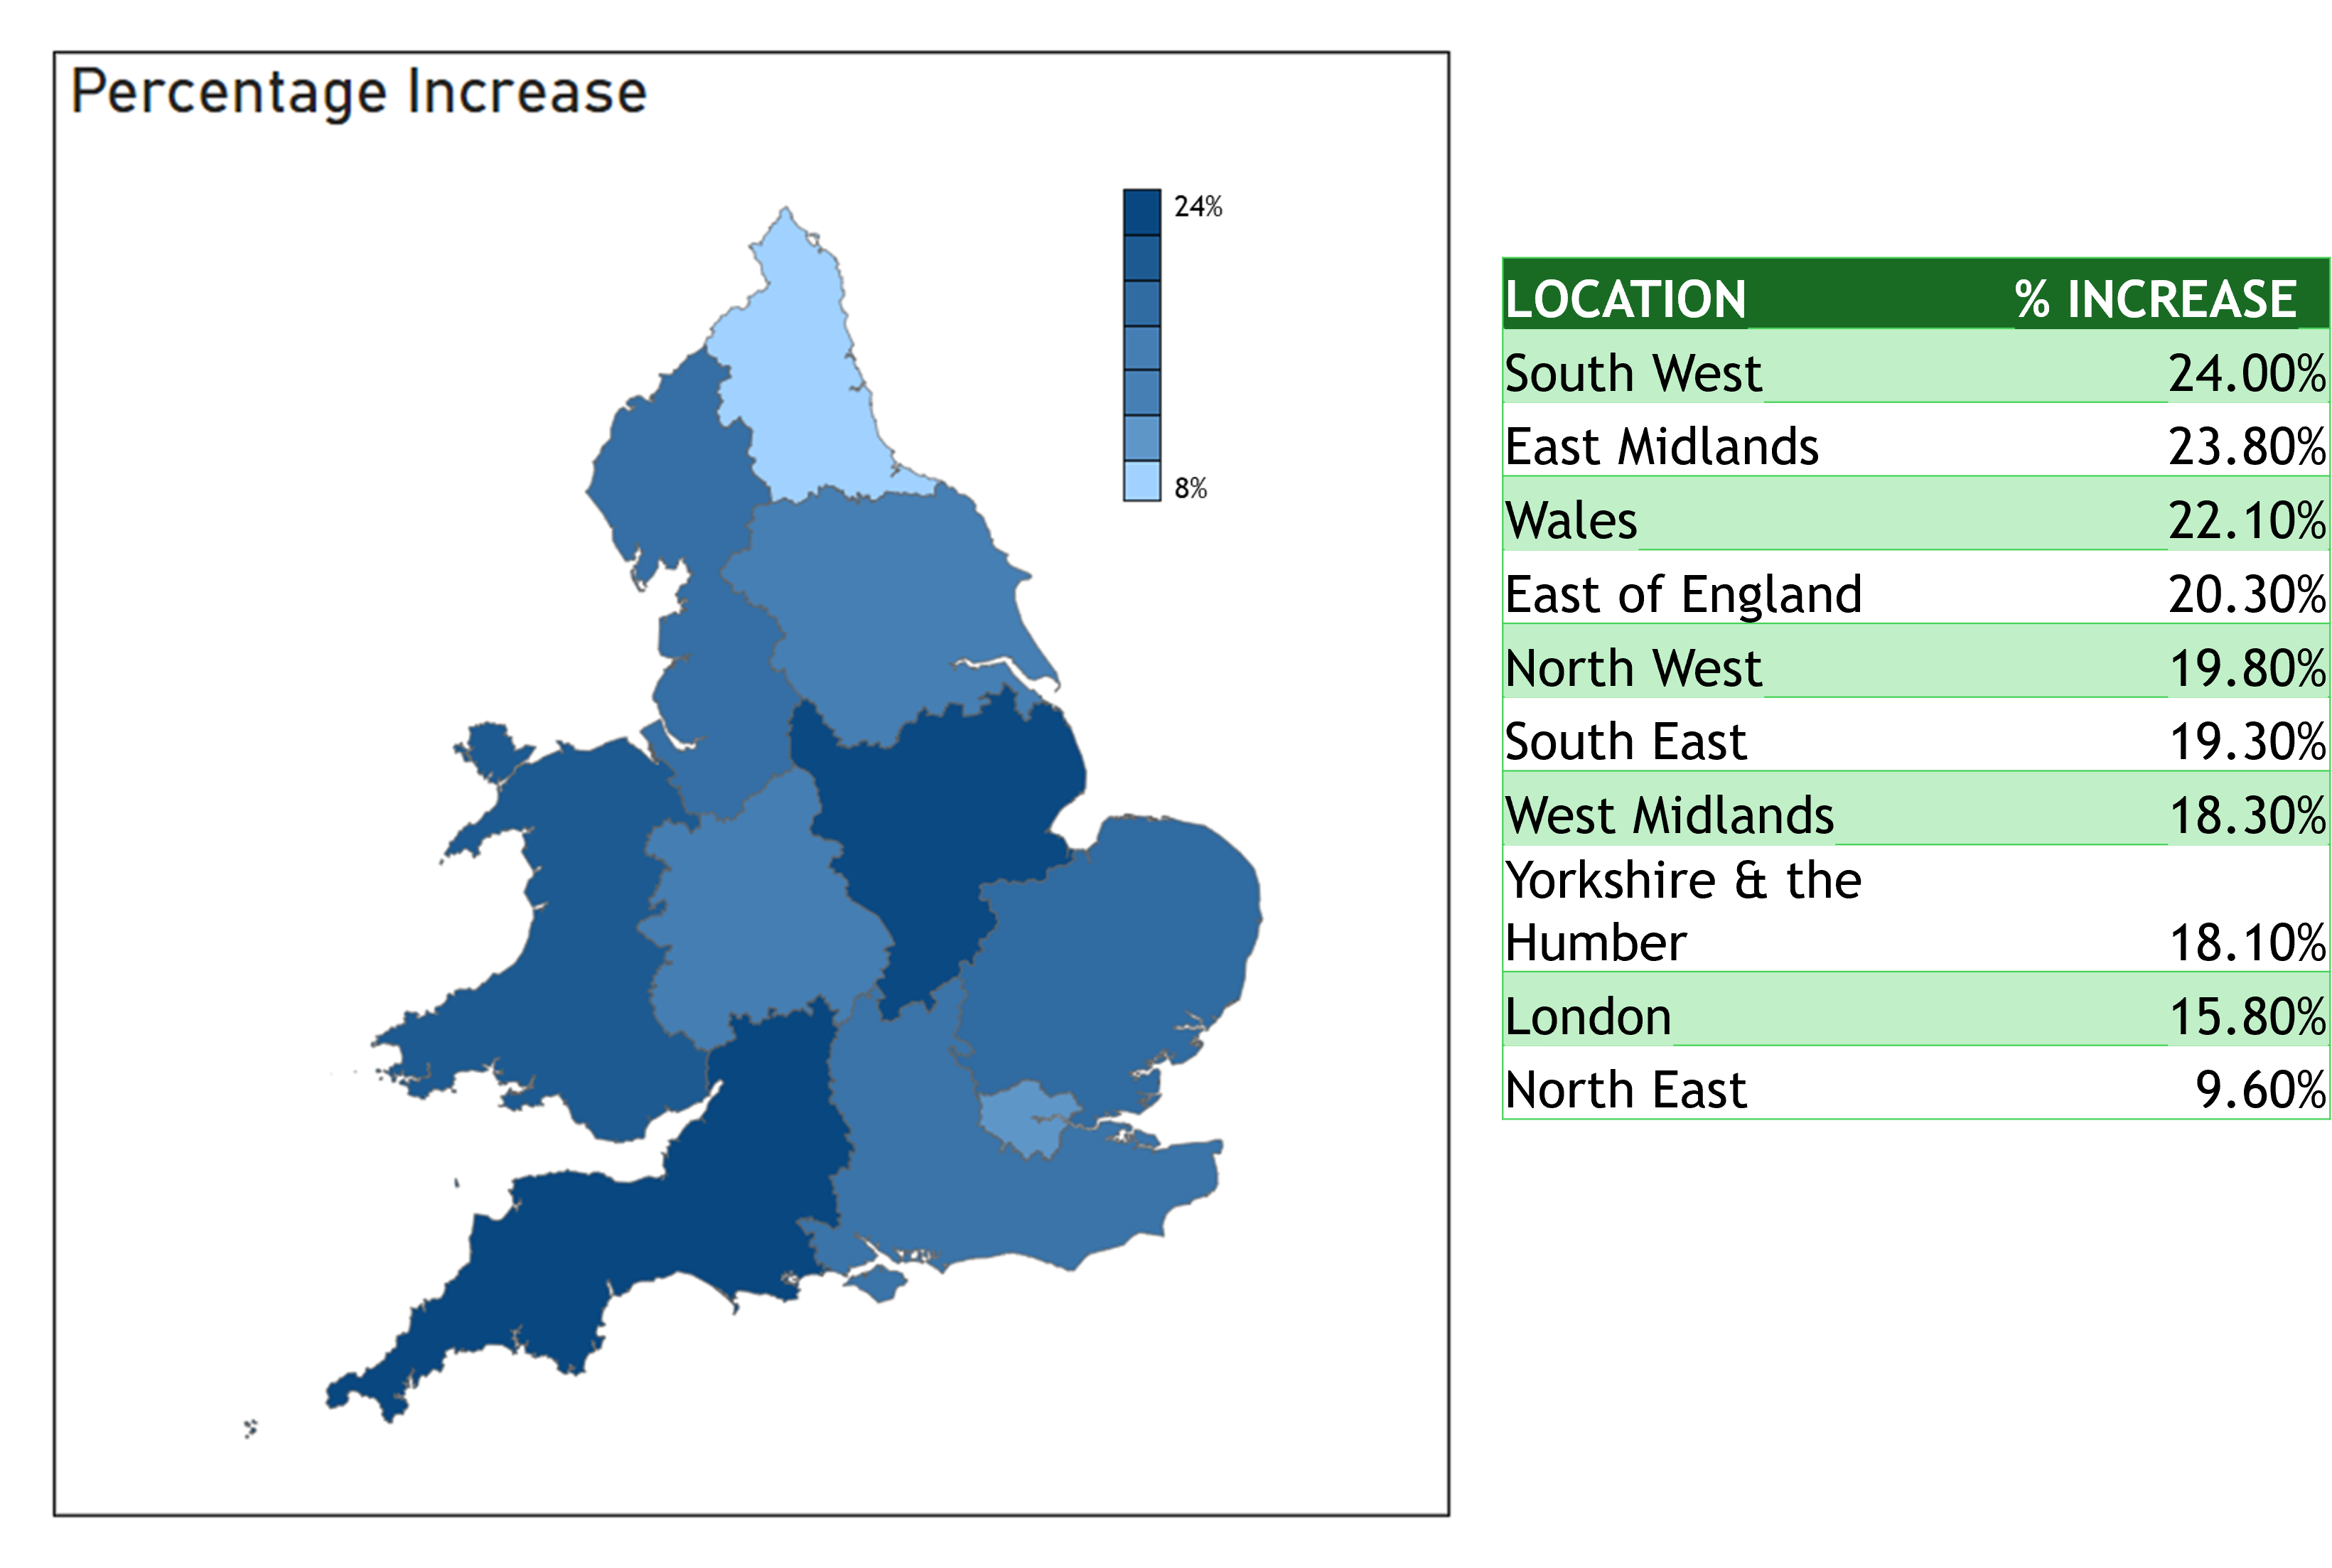 Percentage Increase
24%
8%
LOCATION % INCREASE
South West 24.00%
East Midlands 23.80%
Wales 22.10%
East of England 20.30%
North West 19.80%
South East 19.30%
West Midlands 18.30%
Yorkshire & the
Humber 18.10%
London 15.80%
North East 9.60%